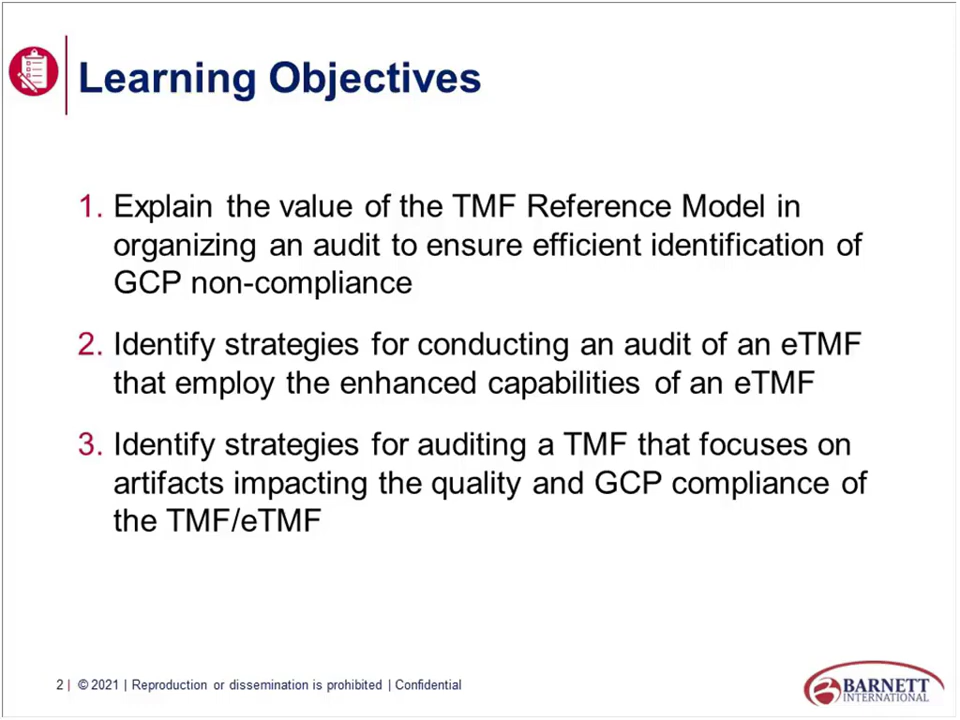 Learning Objectives
1. Explain the value of the TMF Reference Model in
organizing an audit to ensure efficient identification of
GCP non-compliance
2. Identify strategies for conducting an audit of an eTMF
that employ the enhanced capabilities of an eTMF
3. Identify strategies for auditing a TMF that focuses on
artifacts impacting the quality and GCP compliance of
the TMF/eTMF
2 | © 2021 | Reproduction or dissemination is prohibited | Confidential
BARNETT
INTERNATIONAL